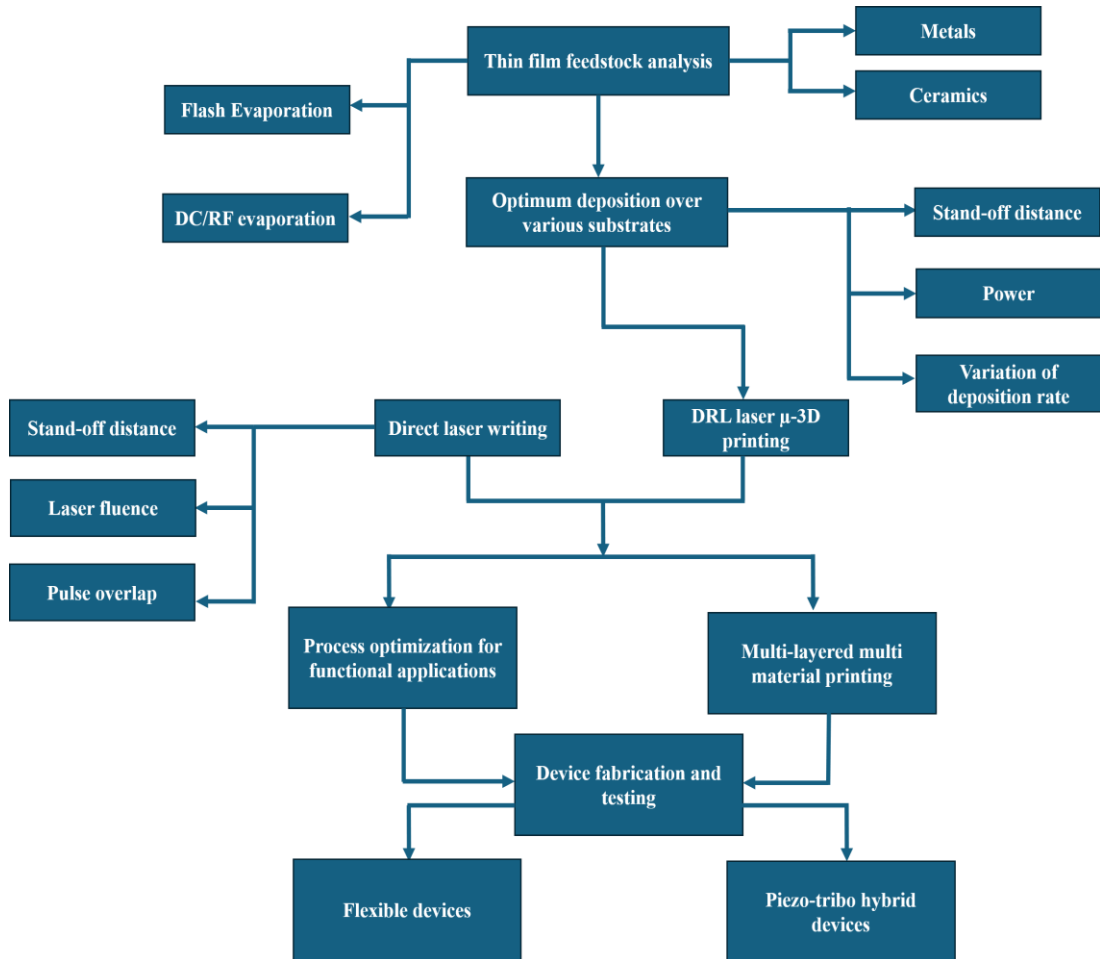 Metals
Thin film feedstock analysis
Ceramics
Flash Evaporation
DC/RF evaporation
Optimum deposition over
various substrates
Stand-off distance
Power
Variation of
deposition rate
Stand-off distance
Direct laser writing
DRL laser μ-3D
printing
Laser fluence
Pulse overlap
Process optimization for
functional applications
Multi-layered multi
material printing
Device fabrication and
testing
Flexible devices
Piezo-tribo hybrid
devices